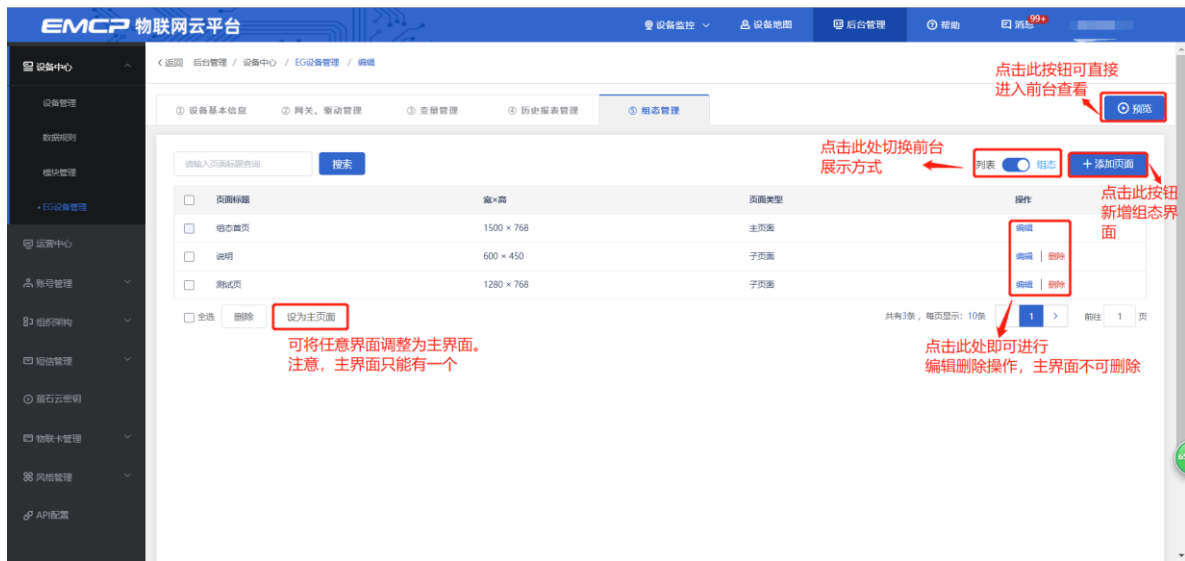 EMCP 物联网云平台
设备监控
设备地图
后台管理
帮助
消息
99+
设备中心
设备管理
数据规则
模块管理
EG设备管理
运营中心
账号管理
组织架构
短信管理
萤石云密钥
物联卡管理
风格管理
API配置
返回 后台管理 / 设备中心 / EG设备管理 / 编辑
点击此按钮可直接
进入前台查看
① 设备基本信息
② 网关、驱动管理
③ 变量管理
④ 历史报表管理
⑤ 组态管理
预览
请输入页面标题查询
搜索
点击此处切换前台
展示方式
列表
组态
添加页面
点击此按钮
新增组态界
面
页面标题 宽×高 页面类型 操作
组态首页 1500 × 768 主页面 编辑
说明 600 × 450 子页面 编辑 | 删除
测试页 1280 × 768 子页面 编辑 | 删除
全选 删除 设为主页面
共有3条，每页显示：10条 1 前往 1 页
可将任意界面调整为主界面。
注意，主界面只能有一个
点击此处即可进行
编辑删除操作，主界面不可删除